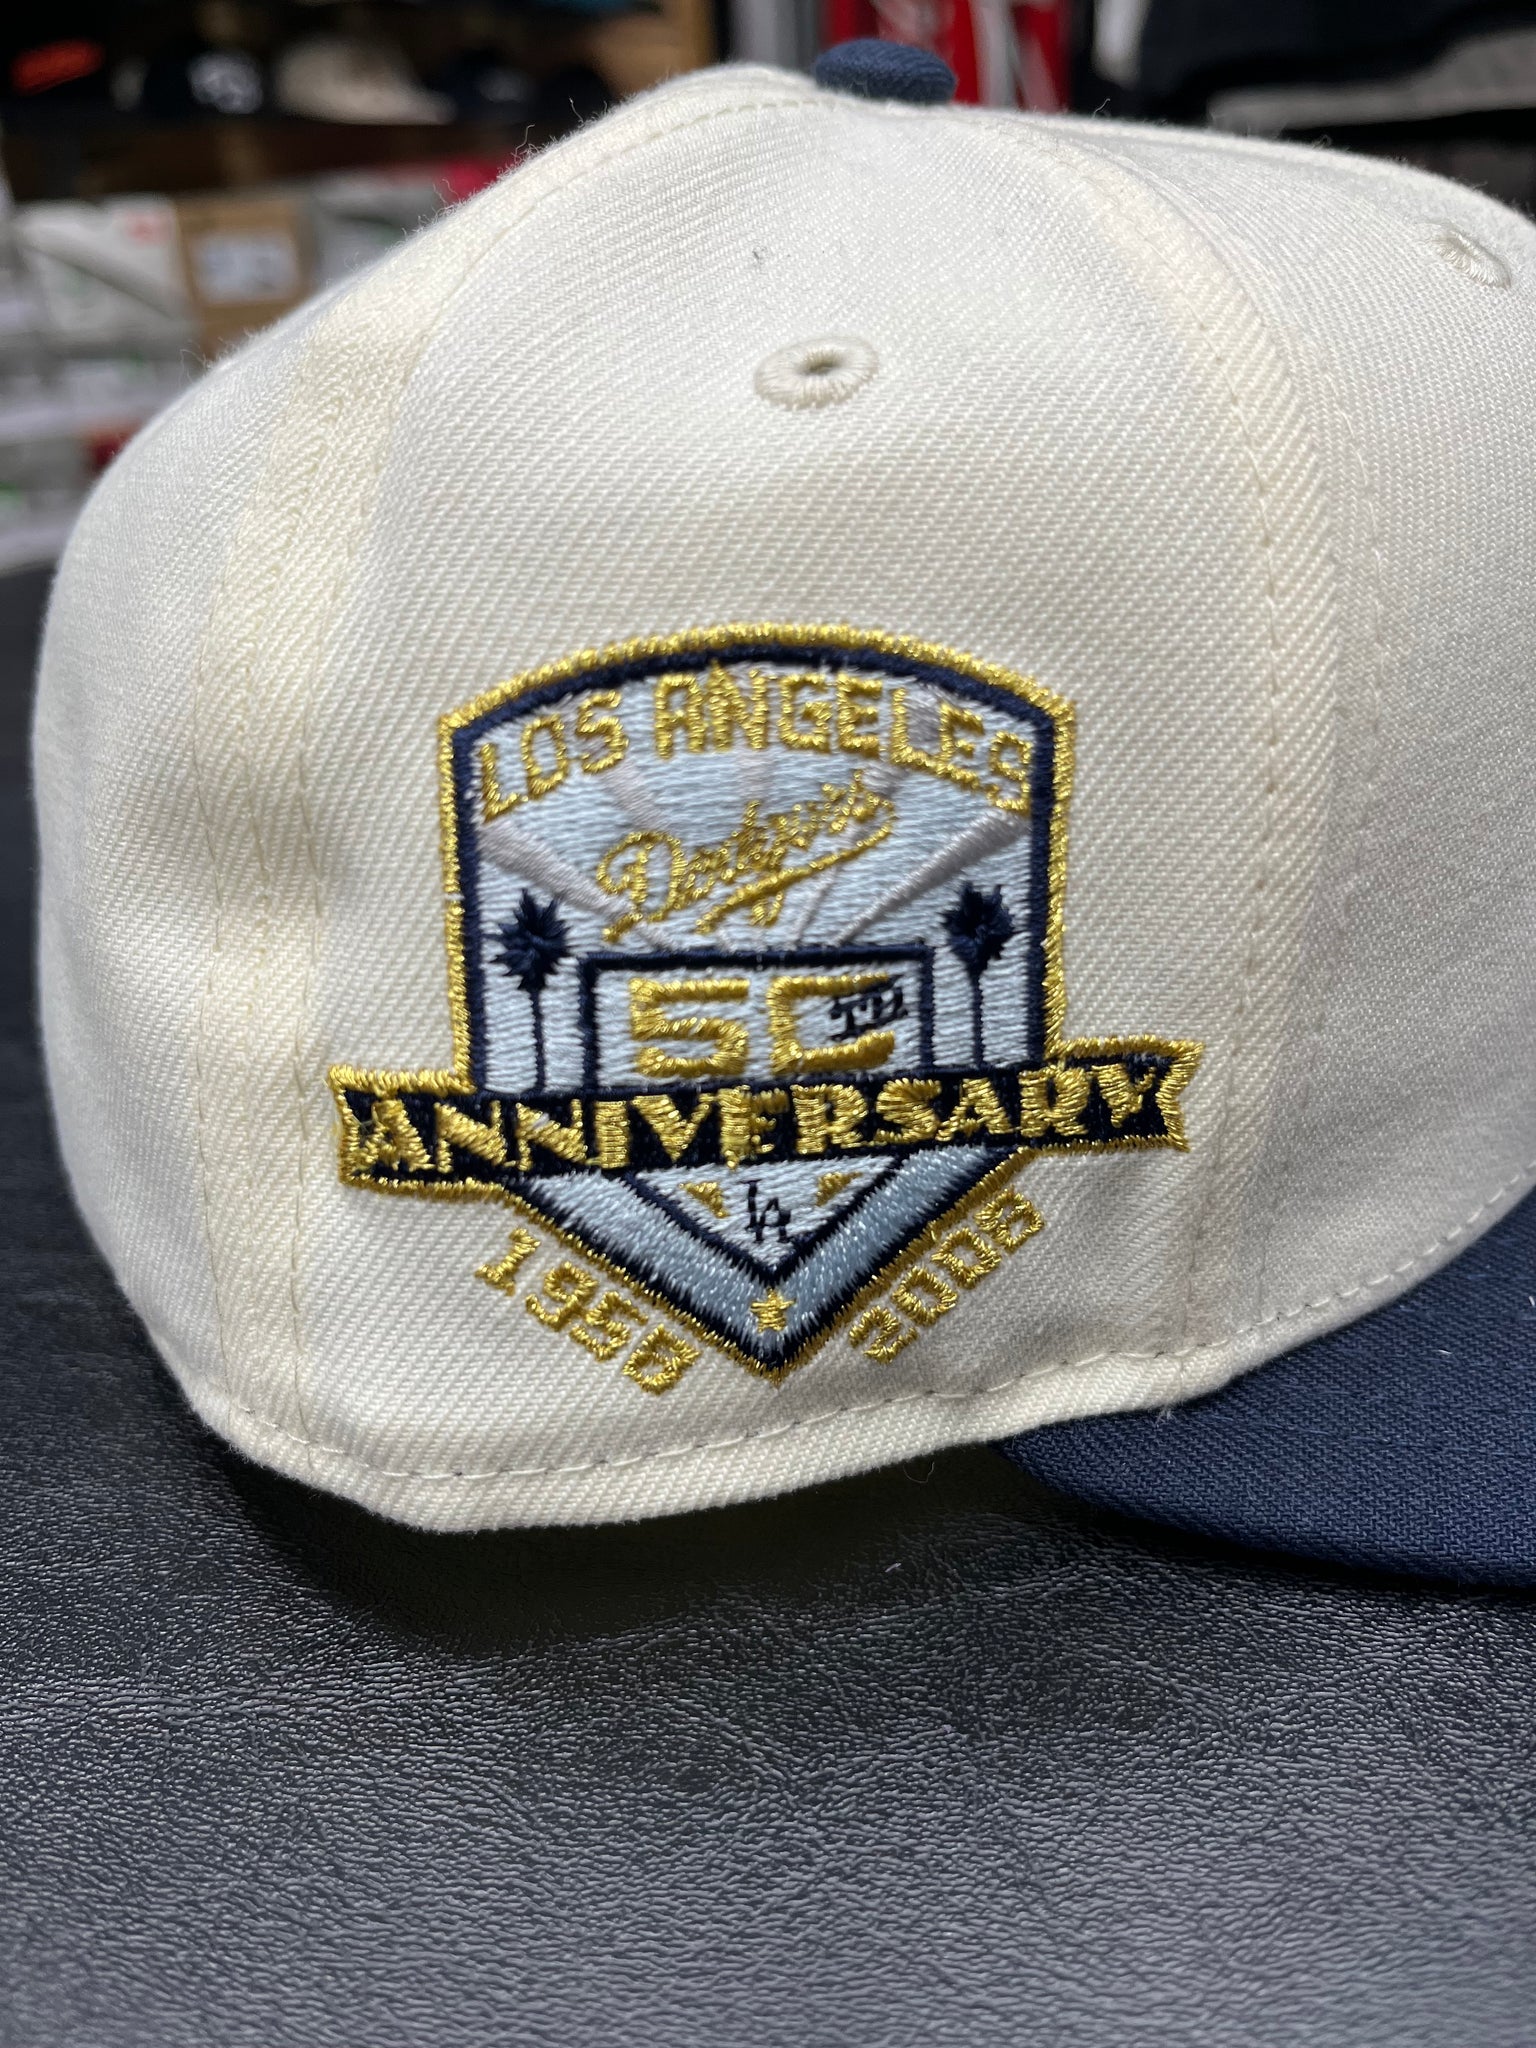 LOS ANGELES
Dodgers
50TH
ANNIVERSARY
LA
1958
2008